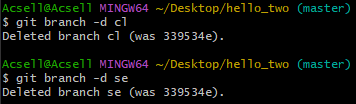 Acsell@Acsell MINGW64 ~/Desktop/hello_two (master)
$ git branch -d cl
Deleted branch cl (was 339534e).

Acsell@Acsell MINGW64 ~/Desktop/hello_two (master)
$ git branch -d se
Deleted branch se (was 339534e).